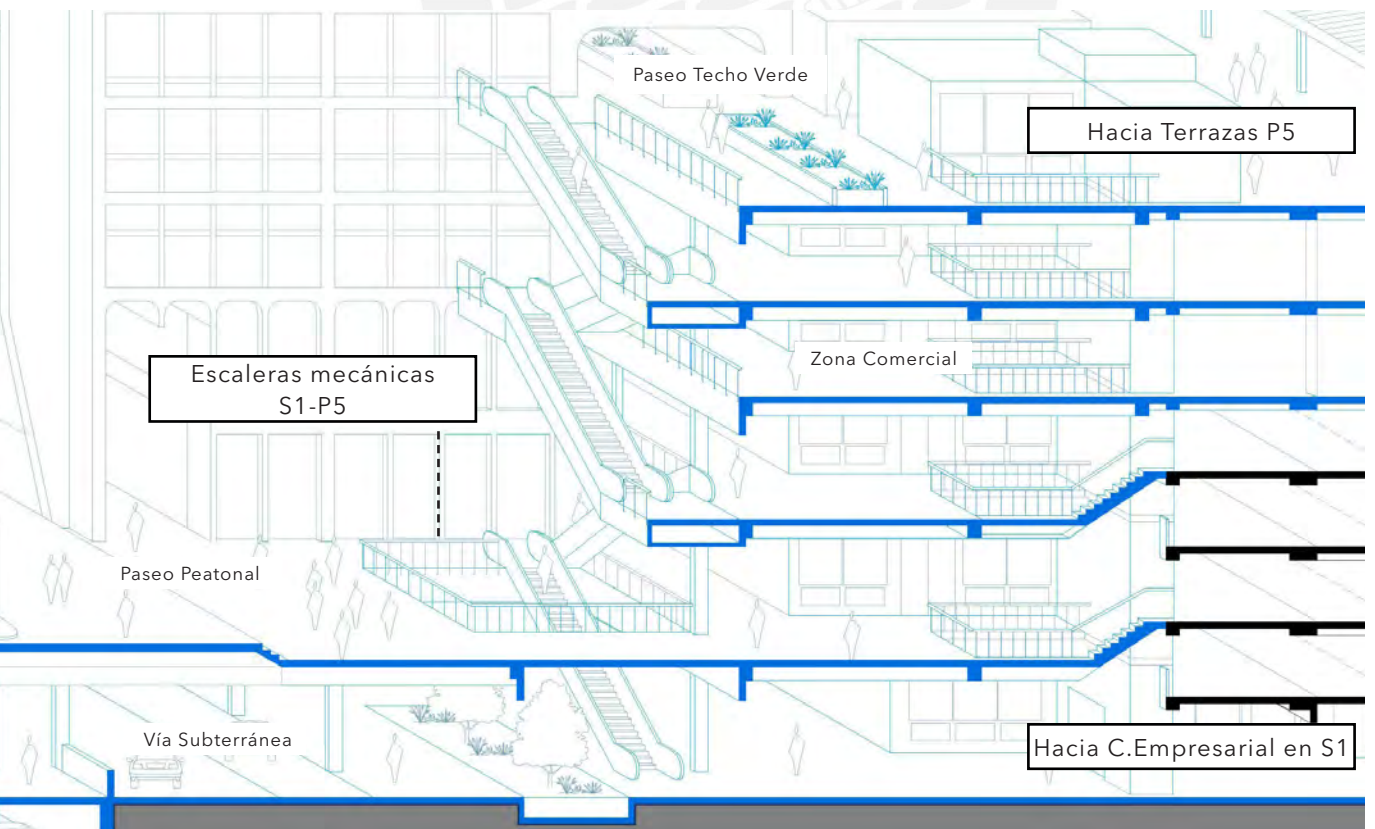 Paseo Techo Verde
Hacia Terrazas P5
Zona Comercial
Escaleras mecánicas
S1-P5
Paseo Peatonal
Vía Subterránea
Hacia C.Empresarial en S1